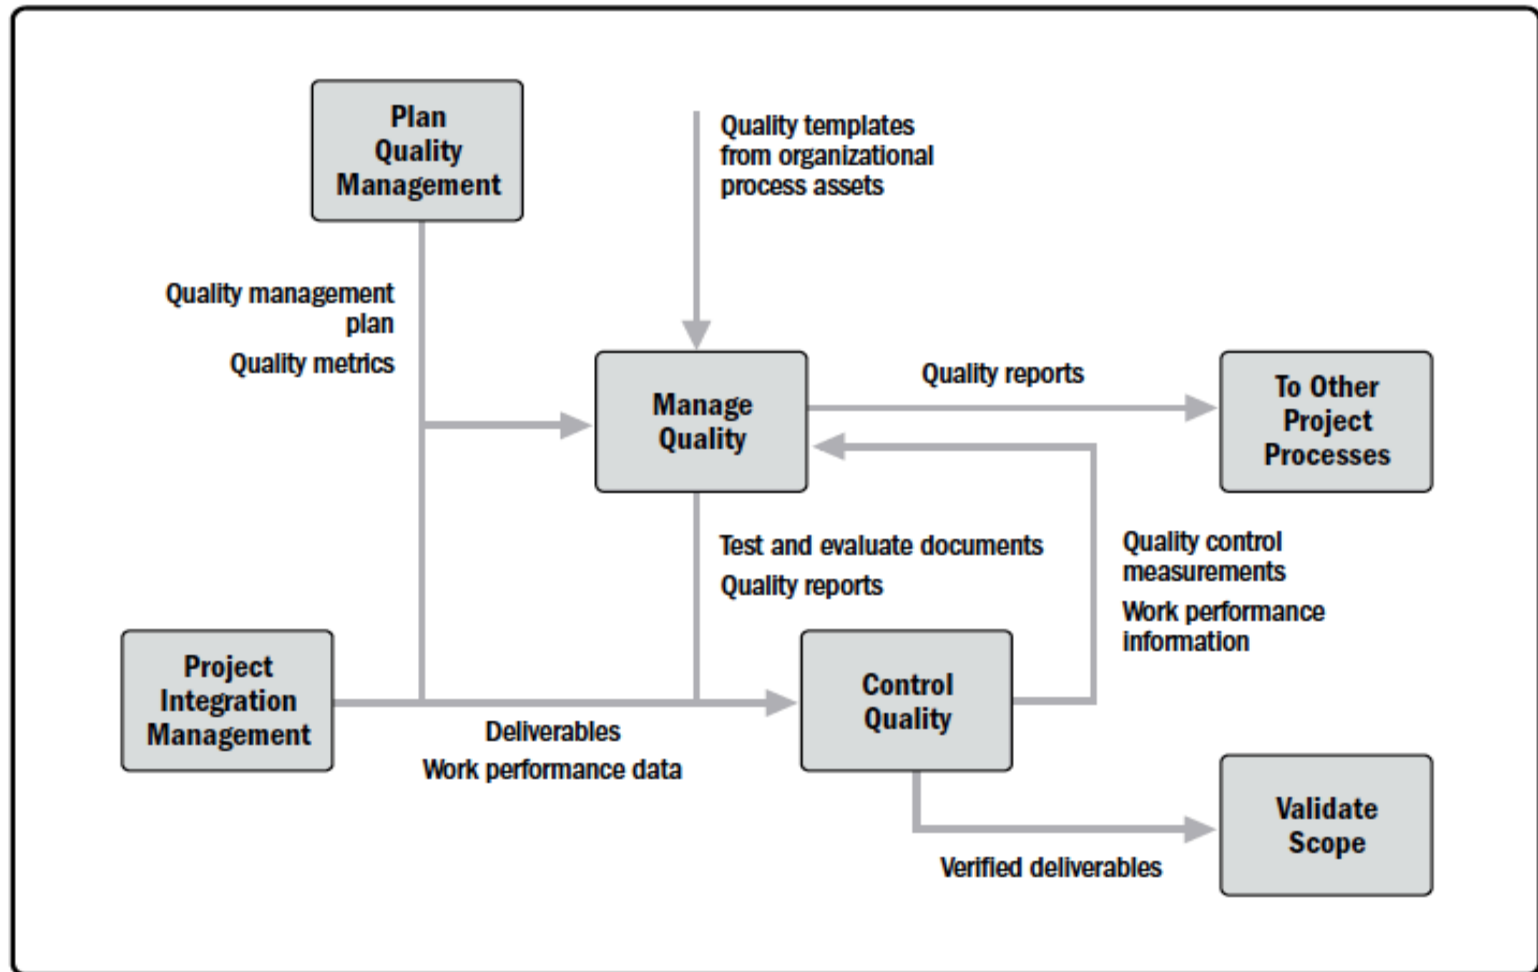 Plan
Quality
Management
Quality templates
from organizational
process assets
Quality management
plan
Quality metrics
Manage
Quality
Quality reports
To Other
Project
Processes
Test and evaluate documents
Quality reports
Quality control
measurements
Work performance
information
Project
Integration
Management
Deliverables
Work performance data
Control
Quality
Verified deliverables
Validate
Scope